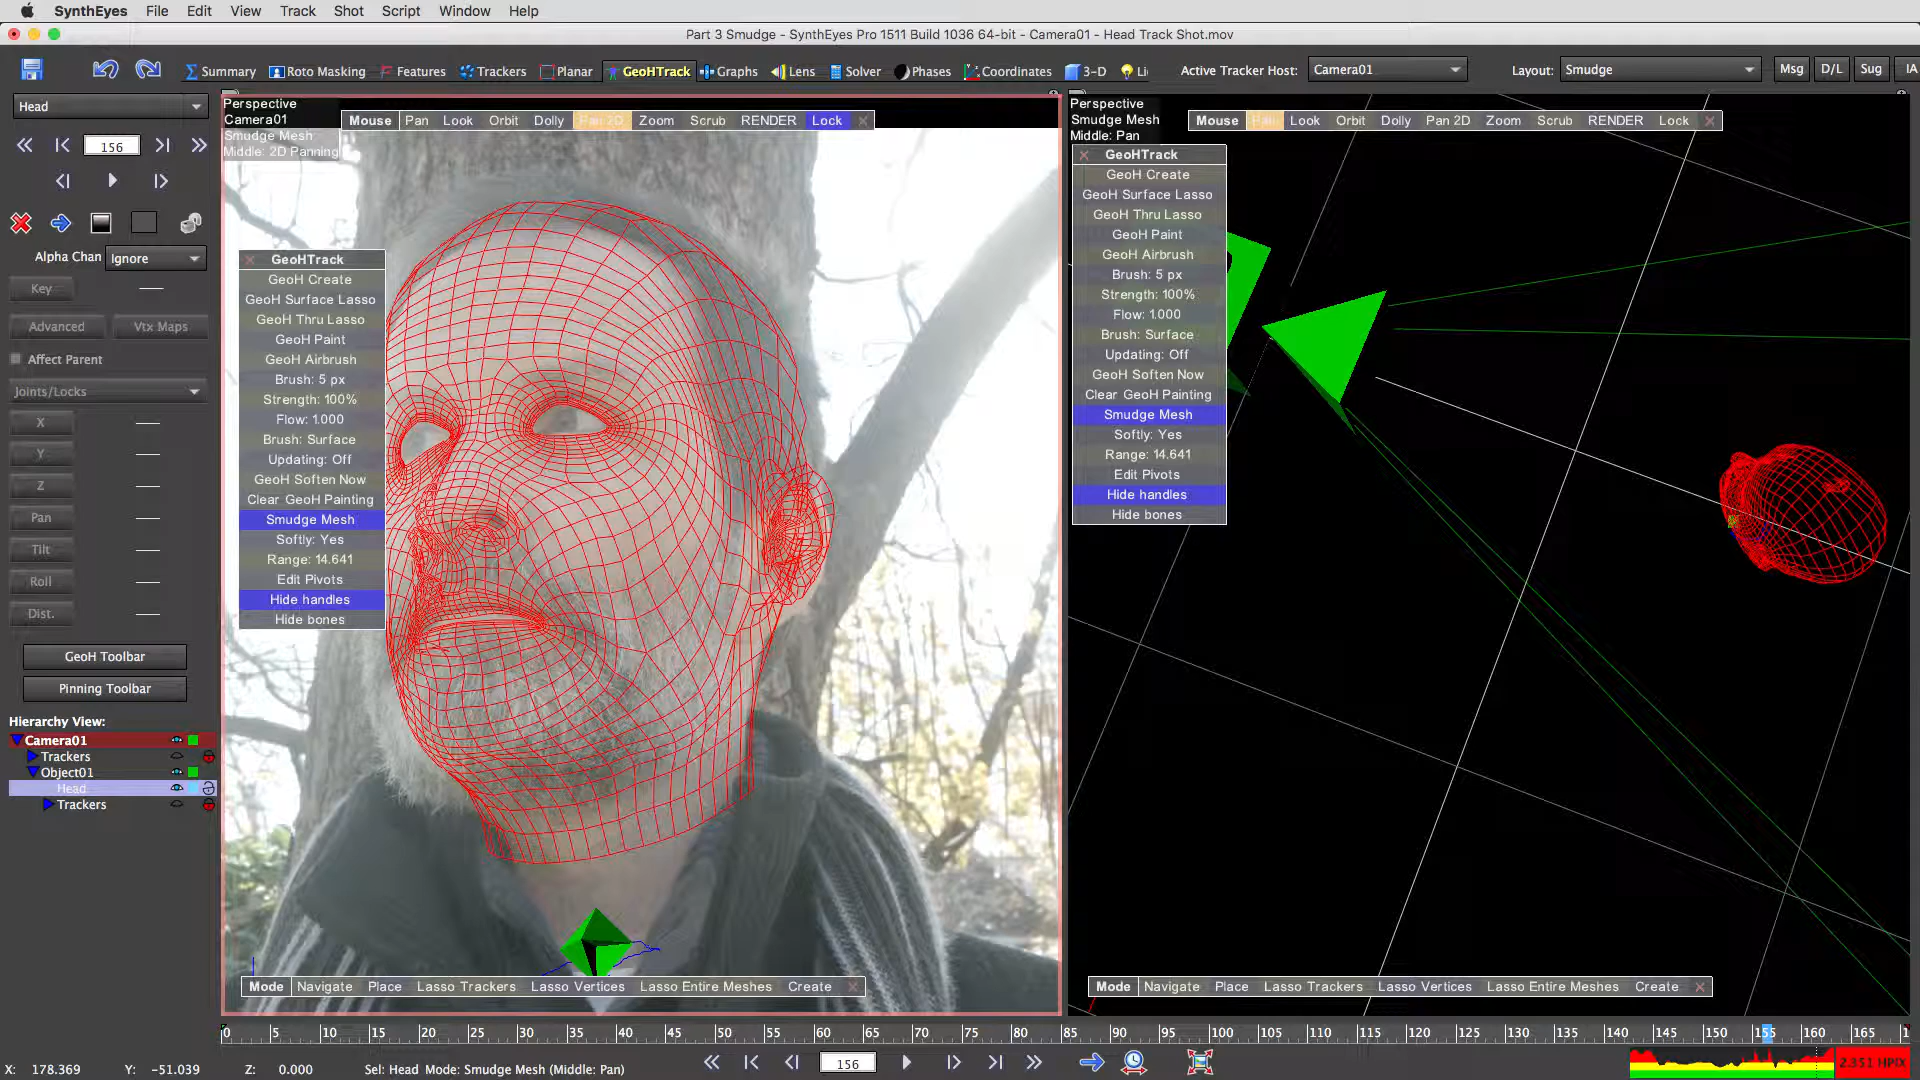 SynthEyes File Edit View Track Shot Script Window Help
Part 3 Smudge - SynthEyes Pro 1511 Build 1036 64-bit - Camera01 - Head Track Shot.mov
Summary Roto Masking Features Trackers Planar GeoHTrack Graphs Lens Solver Phases Coordinates 3-D Li Active Tracker Host: Camera01 Layout: Smudge Msg D/L Sug IA
Head
156
Alpha Chan Ignore
Key
Advanced Vtx Maps
Affect Parent
Joints/Locks
X
Y
Z
Pan
Tilt
Roll
Dist.
GeoH Toolbar
Pinning Toolbar
Hierarchy View:
Camera01
Trackers
Object01
Head
Trackers
Perspective
Camera01
Smudge Mesh
Middle: 2D Panning
Mouse Pan Look Orbit Dolly Pan 2D Zoom Scrub RENDER Lock
GeoHTrack
GeoH Create
GeoH Surface Lasso
GeoH Thru Lasso
GeoH Paint
GeoH Airbrush
Brush: 5 px
Strength: 100%
Flow: 1.000
Brush: Surface
Updating: Off
GeoH Soften Now
Clear GeoH Painting
Smudge Mesh
Softly: Yes
Range: 14.641
Edit Pivots
Hide handles
Hide bones
Mode Navigate Place Lasso Trackers Lasso Vertices Lasso Entire Meshes Create
Perspective
Smudge Mesh
Middle: Pan
Mouse Pan Look Orbit Dolly Pan 2D Zoom Scrub RENDER Lock
GeoHTrack
GeoH Create
GeoH Surface Lasso
GeoH Thru Lasso
GeoH Paint
GeoH Airbrush
Brush: 5 px
Strength: 100%
Flow: 1.000
Brush: Surface
Updating: Off
GeoH Soften Now
Clear GeoH Painting
Smudge Mesh
Softly: Yes
Range: 14.641
Edit Pivots
Hide handles
Hide bones
Mode Navigate Place Lasso Trackers Lasso Vertices Lasso Entire Meshes Create
0 5 10 15 20 25 30 35 40 45 50 55 60 65 70 75 80 85 90 95 100 105 110 115 120 125 130 135 140 145 150 155 160 165
156
X: 178.369 Y: -51.039 Z: 0.000 Sel: Head Mode: Smudge Mesh (Middle: Pan)
2.351 HPIX